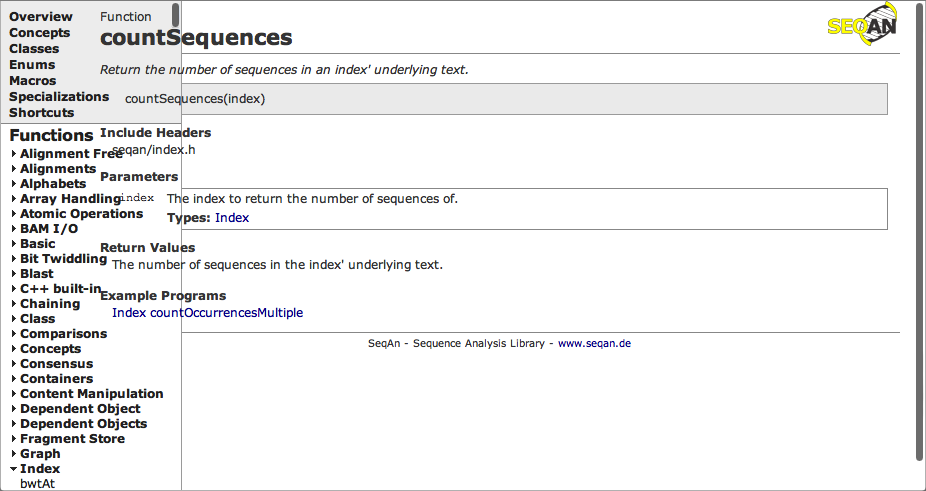 Overview
Concepts
Classes
Enums
Macros
Specializations
Shortcuts
Functions
Alignment Free
Alignments
Alphabets
Array Handling
Atomic Operations
BAM I/O
Basic
Bit Twiddling
Blast
C++ built-in
Chaining
Class
Comparisons
Concepts
Consensus
Containers
Content Manipulation
Dependent Object
Dependent Objects
Fragment Store
Graph
Index
bwtAt
Function
countSequences
SEQAN
Return the number of sequences in an index' underlying text.
countSequences(index)
Include Headers
seqan/index.h
Parameters
index The index to return the number of sequences of.
Types: Index
Return Values
The number of sequences in the index' underlying text.
Example Programs
Index countOccurrencesMultiple
SeqAn - Sequence Analysis Library - www.seqan.de